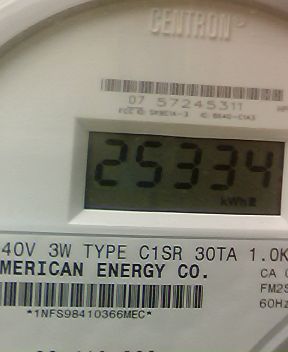 CENTRON
07 57245311
25334
kWh
40V 3W TYPE C1SR 30TA 1.0K
MERICAN ENERGY CO.
CA
FM2S
60Hz
*1NFS98410366MEC*